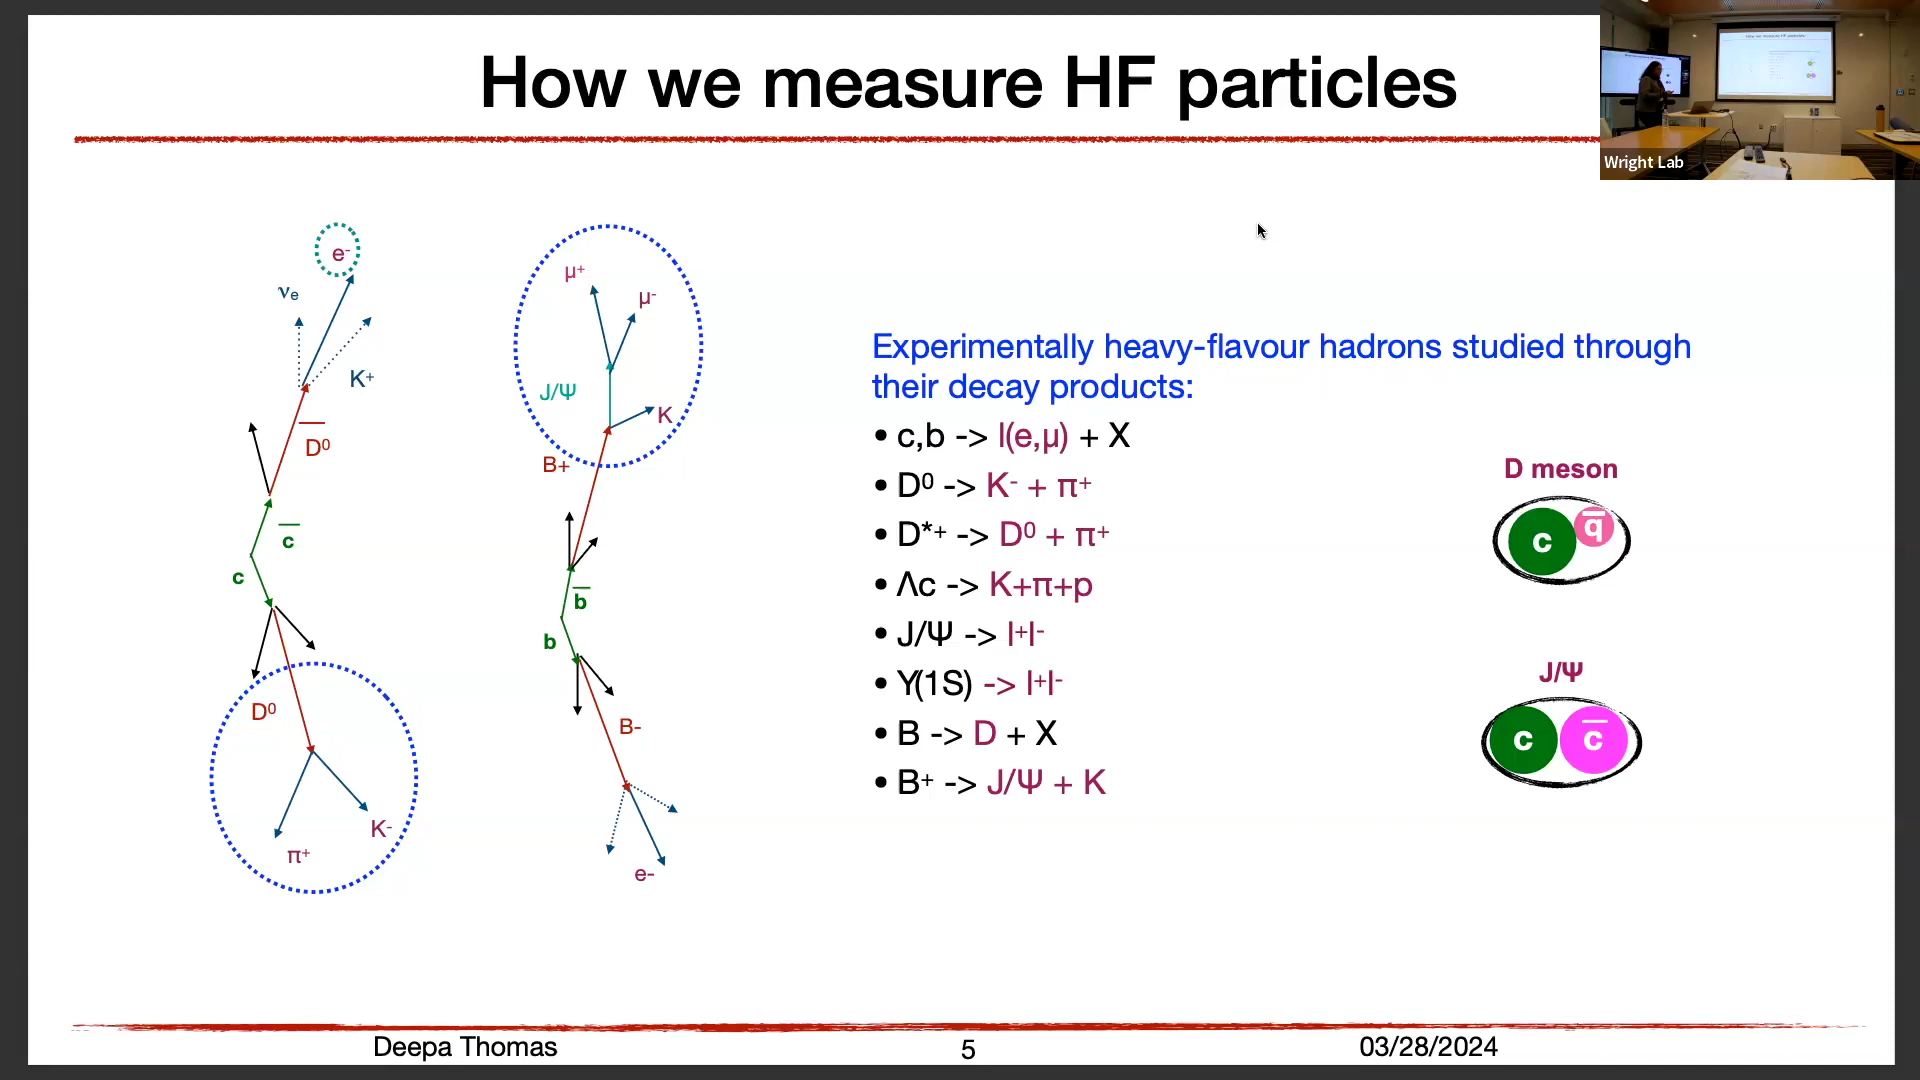 How we measure HF particles
Wright Lab
e-
νe
K+
D0
c
c
D0
K-
π+
μ+
μ-
J/Ψ
K
B+
b
b
B-
e-
Experimentally heavy-flavour hadrons studied through
their decay products:
• c,b -> l(e,μ) + X
• D0 -> K- + π+
• D*+ -> D0 + π+
• Λc -> K+π+p
• J/Ψ -> l+l-
• Υ(1S) -> l+l-
• B -> D + X
• B+ -> J/Ψ + K
D meson
c q
J/Ψ
c c
Deepa Thomas
5
03/28/2024